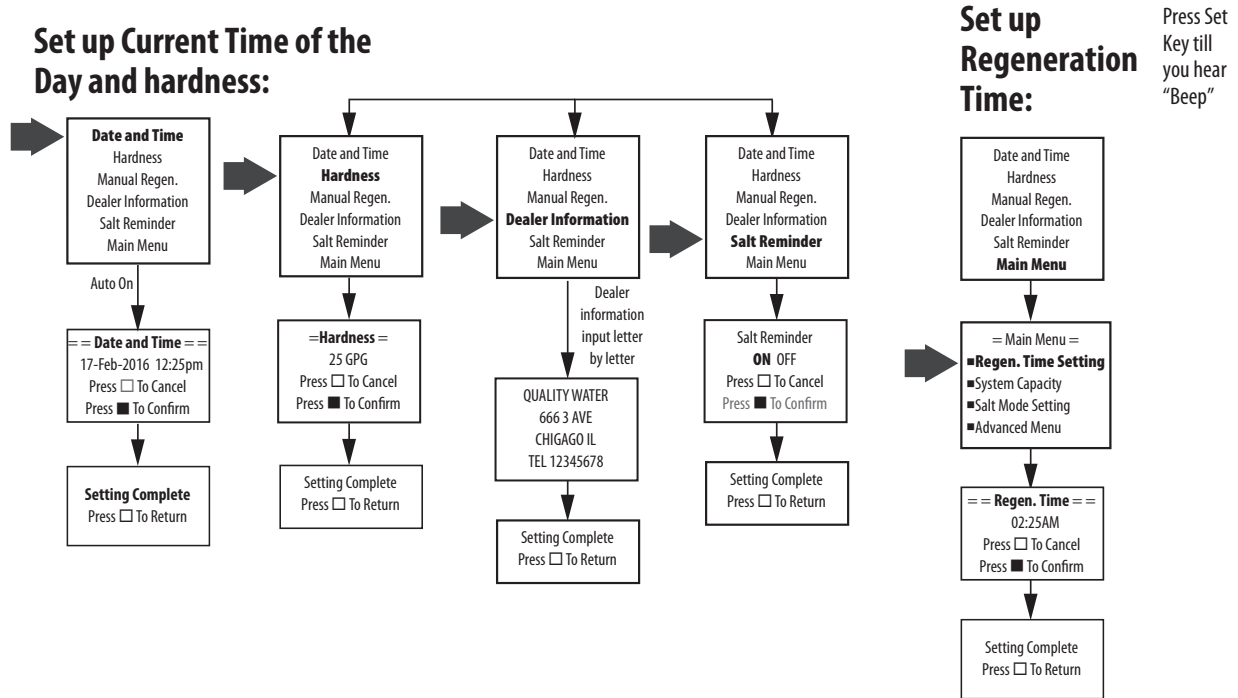 Set up Current Time of the
Day and hardness:
Date and Time
Hardness
Manual Regen.
Dealer Information
Salt Reminder
Main Menu
Auto On
= = Date and Time = =
17-Feb-2016 12:25pm
Press □ To Cancel
Press ■ To Confirm
Setting Complete
Press □ To Return
Date and Time
Hardness
Manual Regen.
Dealer Information
Salt Reminder
Main Menu
=Hardness =
25 GPG
Press □ To Cancel
Press ■ To Confirm
Setting Complete
Press □ To Return
Date and Time
Hardness
Manual Regen.
Dealer Information
Salt Reminder
Main Menu
Dealer
information
input letter
by letter
QUALITY WATER
666 3 AVE
CHIGAGO IL
TEL 12345678
Setting Complete
Press □ To Return
Date and Time
Hardness
Manual Regen.
Dealer Information
Salt Reminder
Main Menu
Salt Reminder
ON OFF
Press □ To Cancel
Press ■ To Confirm
Setting Complete
Press □ To Return
Set up
Regeneration
Time:
Press Set
Key till
you hear
“Beep”
Date and Time
Hardness
Manual Regen.
Dealer Information
Salt Reminder
Main Menu
= Main Menu =
■Regen. Time Setting
■System Capacity
■Salt Mode Setting
■Advanced Menu
= = Regen. Time = =
02:25AM
Press □ To Cancel
Press ■ To Confirm
Setting Complete
Press □ To Return